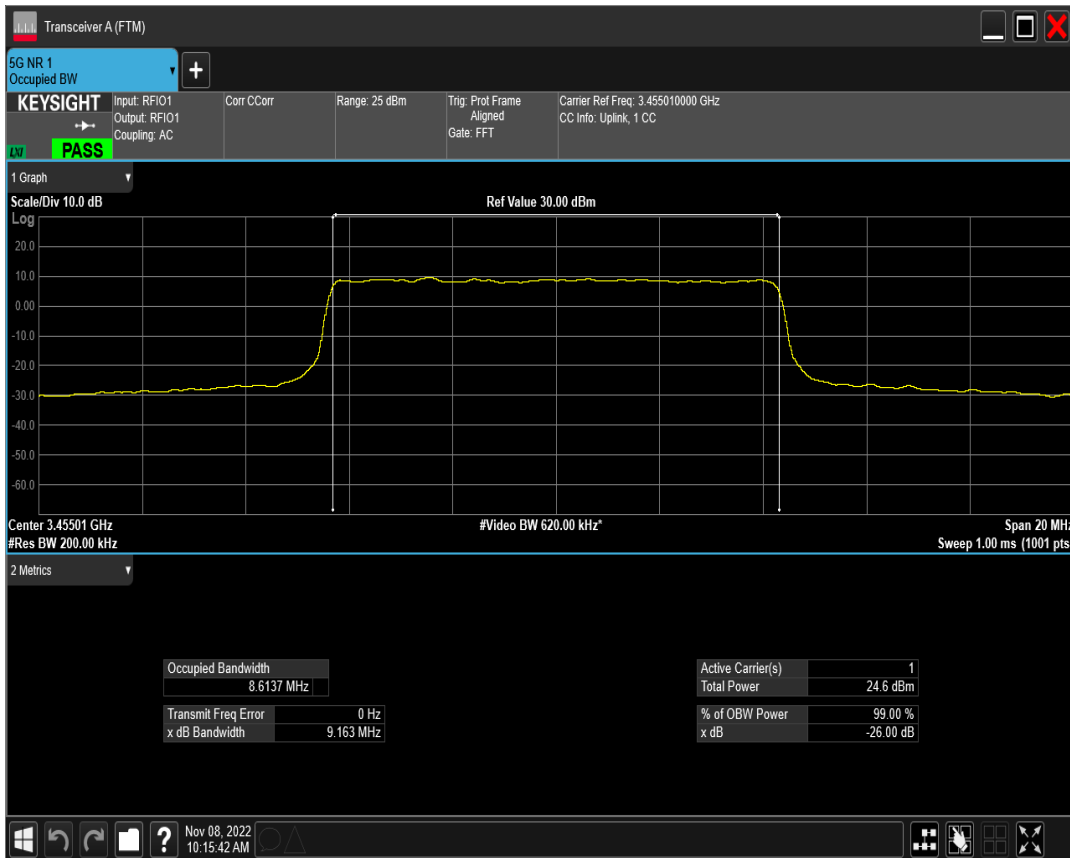 Transceiver A (FTM)
5G NR 1
Occupied BW
+
KEYSIGHT
LXI
PASS
Input: RFIO1
Output: RFIO1
Coupling: AC
Corr CCorr
Range: 25 dBm
Trig: Prot Frame
Aligned
Gate: FFT
Carrier Ref Freq: 3.455010000 GHz
CC Info: Uplink, 1 CC
1 Graph
Scale/Div 10.0 dB
Ref Value 30.00 dBm
Log
20.0
10.0
0.00
-10.0
-20.0
-30.0
-40.0
-50.0
-60.0
Center 3.45501 GHz
#Video BW 620.00 kHz*
Span 20 MHz
#Res BW 200.00 kHz
Sweep 1.00 ms (1001 pts
2 Metrics
Occupied Bandwidth
8.6137 MHz
Transmit Freq Error 0 Hz
x dB Bandwidth 9.163 MHz
Active Carrier(s) 1
Total Power 24.6 dBm
% of OBW Power 99.00 %
x dB -26.00 dB
?
Nov 08, 2022
10:15:42 AM